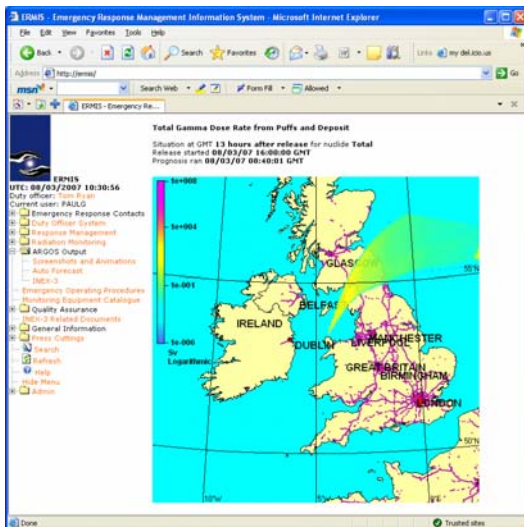 ERMIS - Emergency Response Management Information System - Microsoft Internet Explorer
File Edit View Favorites Tools Help
Back Search Favorites Links my del.icio.us
Address http://ermis/ Go
msn Search Web Form Fill Allowed
ERMIS - Emergency Re...
Total Gamma Dose Rate from Puffs and Deposit
Situation at GMT 13 hours after release for nuclide Total
Release started 08/03/07 16:00:00 GMT
Prognosis ran 08/03/07 08:40:01 GMT
ERMIS
UTC: 08/03/2007 10:30:56
Duty officer: Tom Ryan
Current user: PAULG
Emergency Response Contacts
Duty Officer System
Response Management
Radiation Monitoring
ARGOS Output
Screenshots and Animations
Auto Forecast
INEX-3
Emergency Operating Procedures
Monitoring Equipment Catalogue
Quality Assurance
INEX-3 Related Documents
General Information
Press Cuttings
Search
Refresh
Help
Hide Menu
Admin
1e+008
1e+004
1e-001
1e-006
Sv
Logarithmic
GLASGOW
55°N
BELFAST
IRELAND
DUBLIN
LIVERPOOL
MANCHESTER
GREAT BRITAIN
BIRMINGHAM
LONDON
50°N
10°W
5°W
0°E
Done Trusted sites